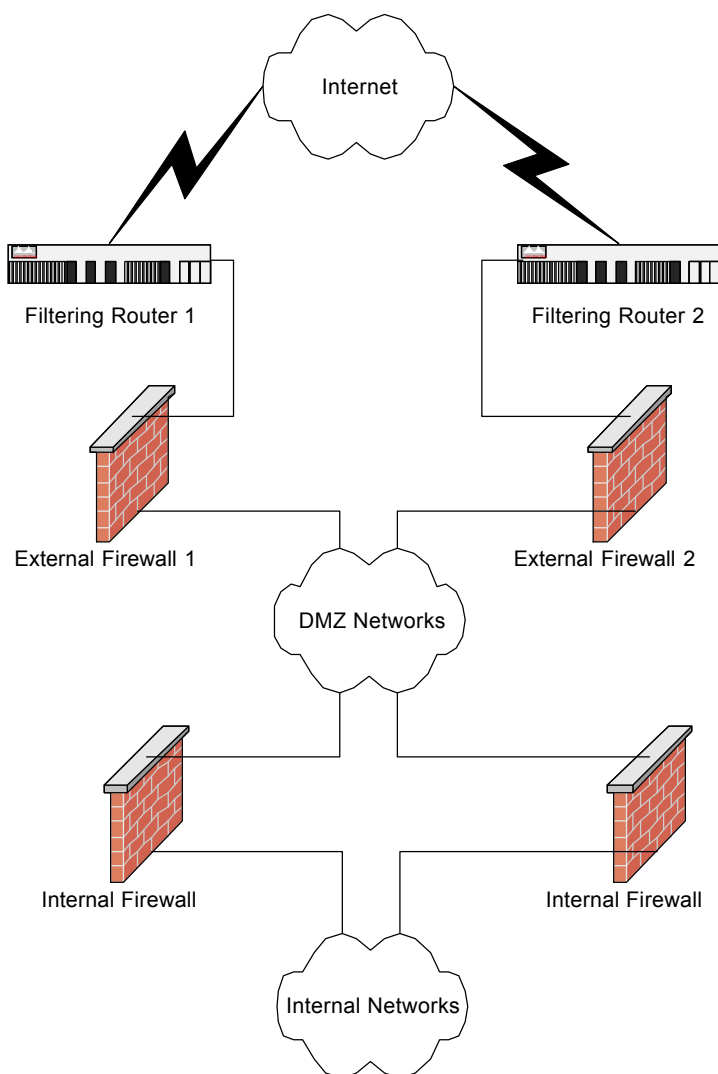 Internet
Filtering Router 1
Filtering Router 2
External Firewall 1
External Firewall 2
DMZ Networks
Internal Firewall
Internal Firewall
Internal Networks